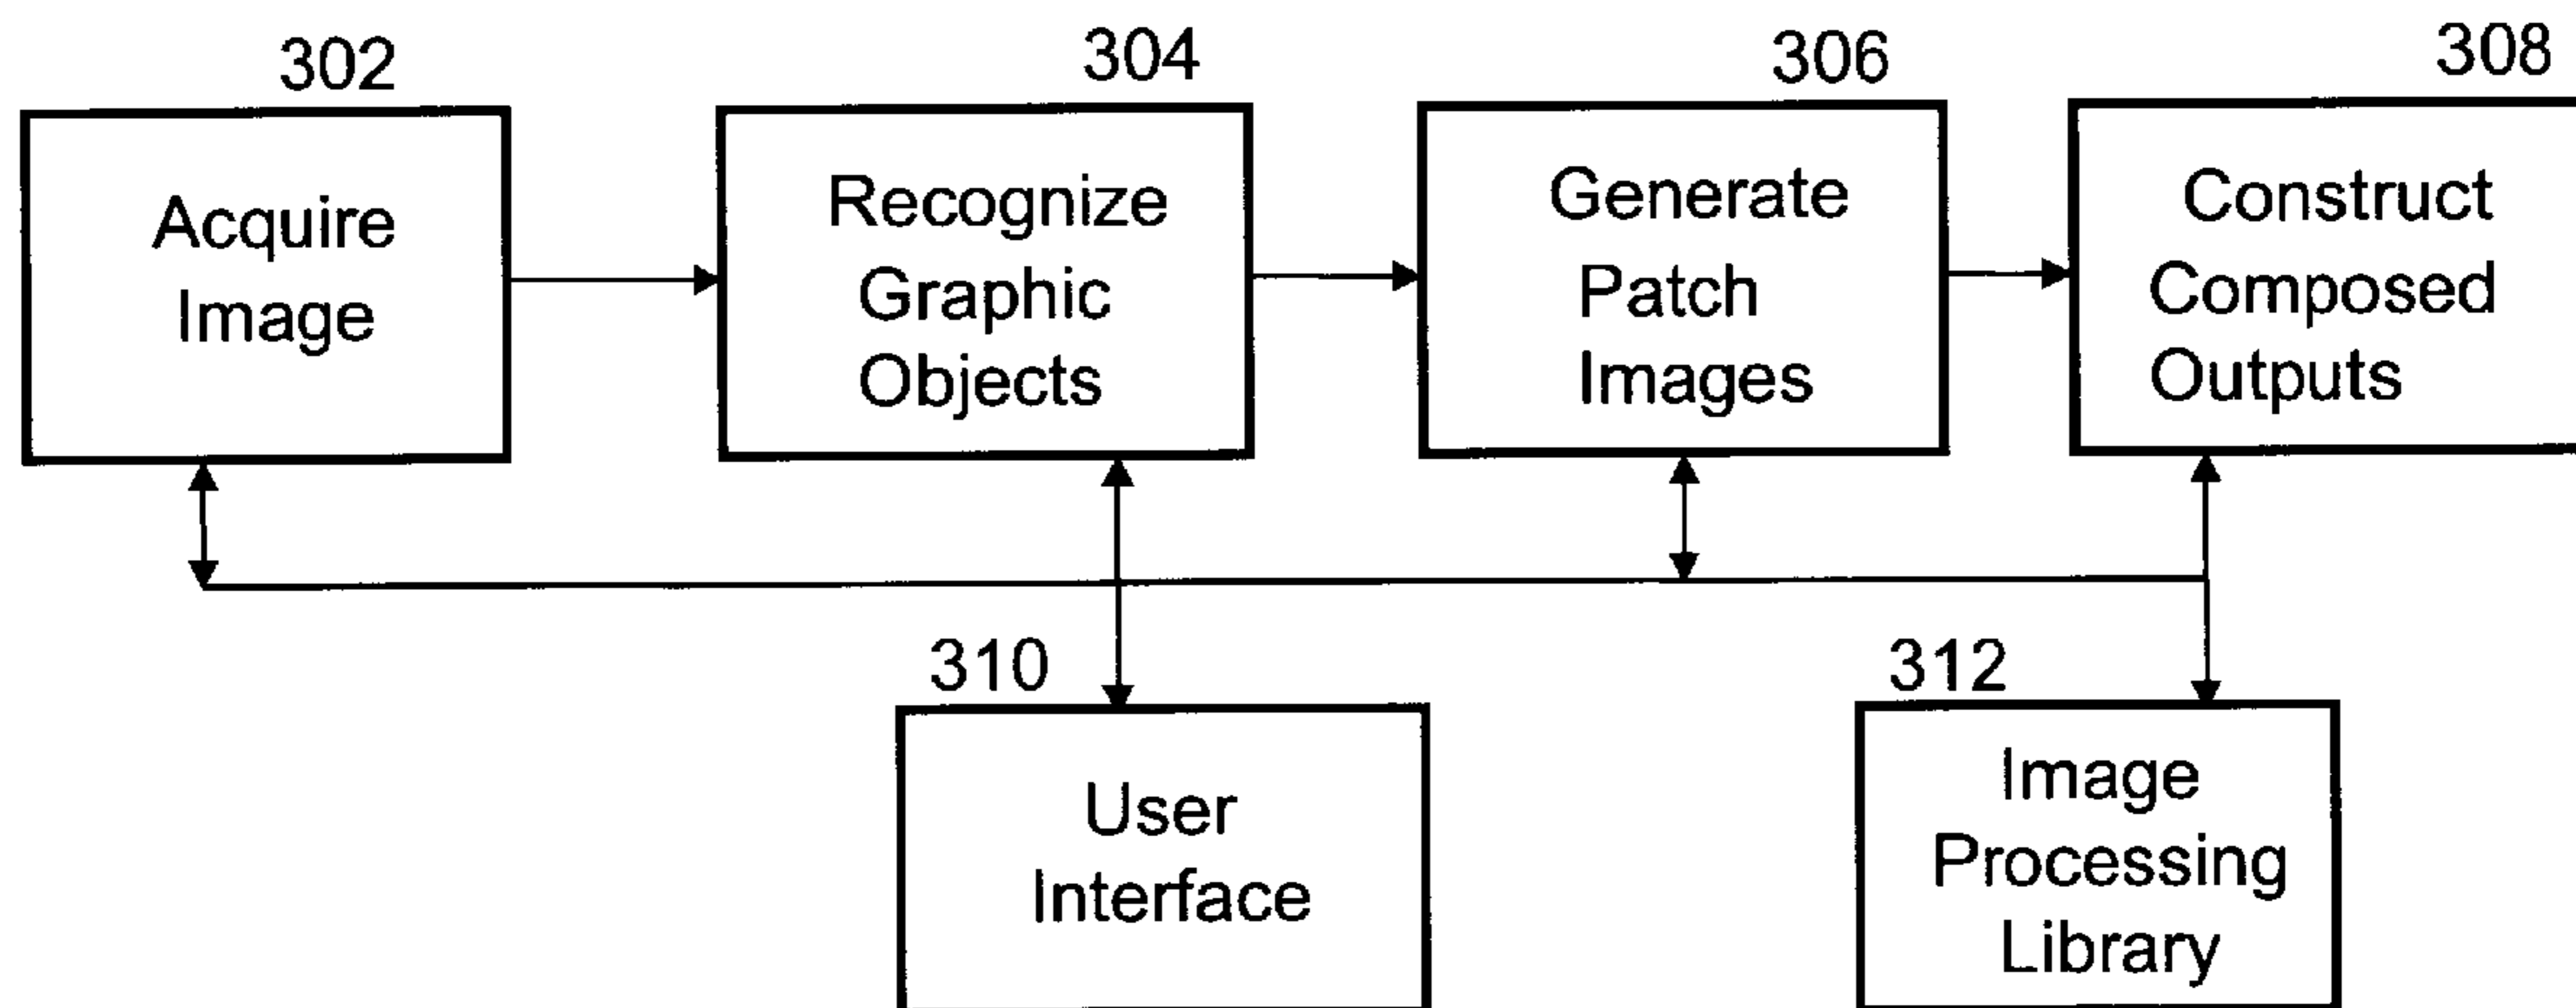 302
Acquire
Image
304
Recognize
Graphic
Objects
306
Generate
Patch
Images
308
Construct
Composed
Outputs
310
User
Interface
312
Image
Processing
Library